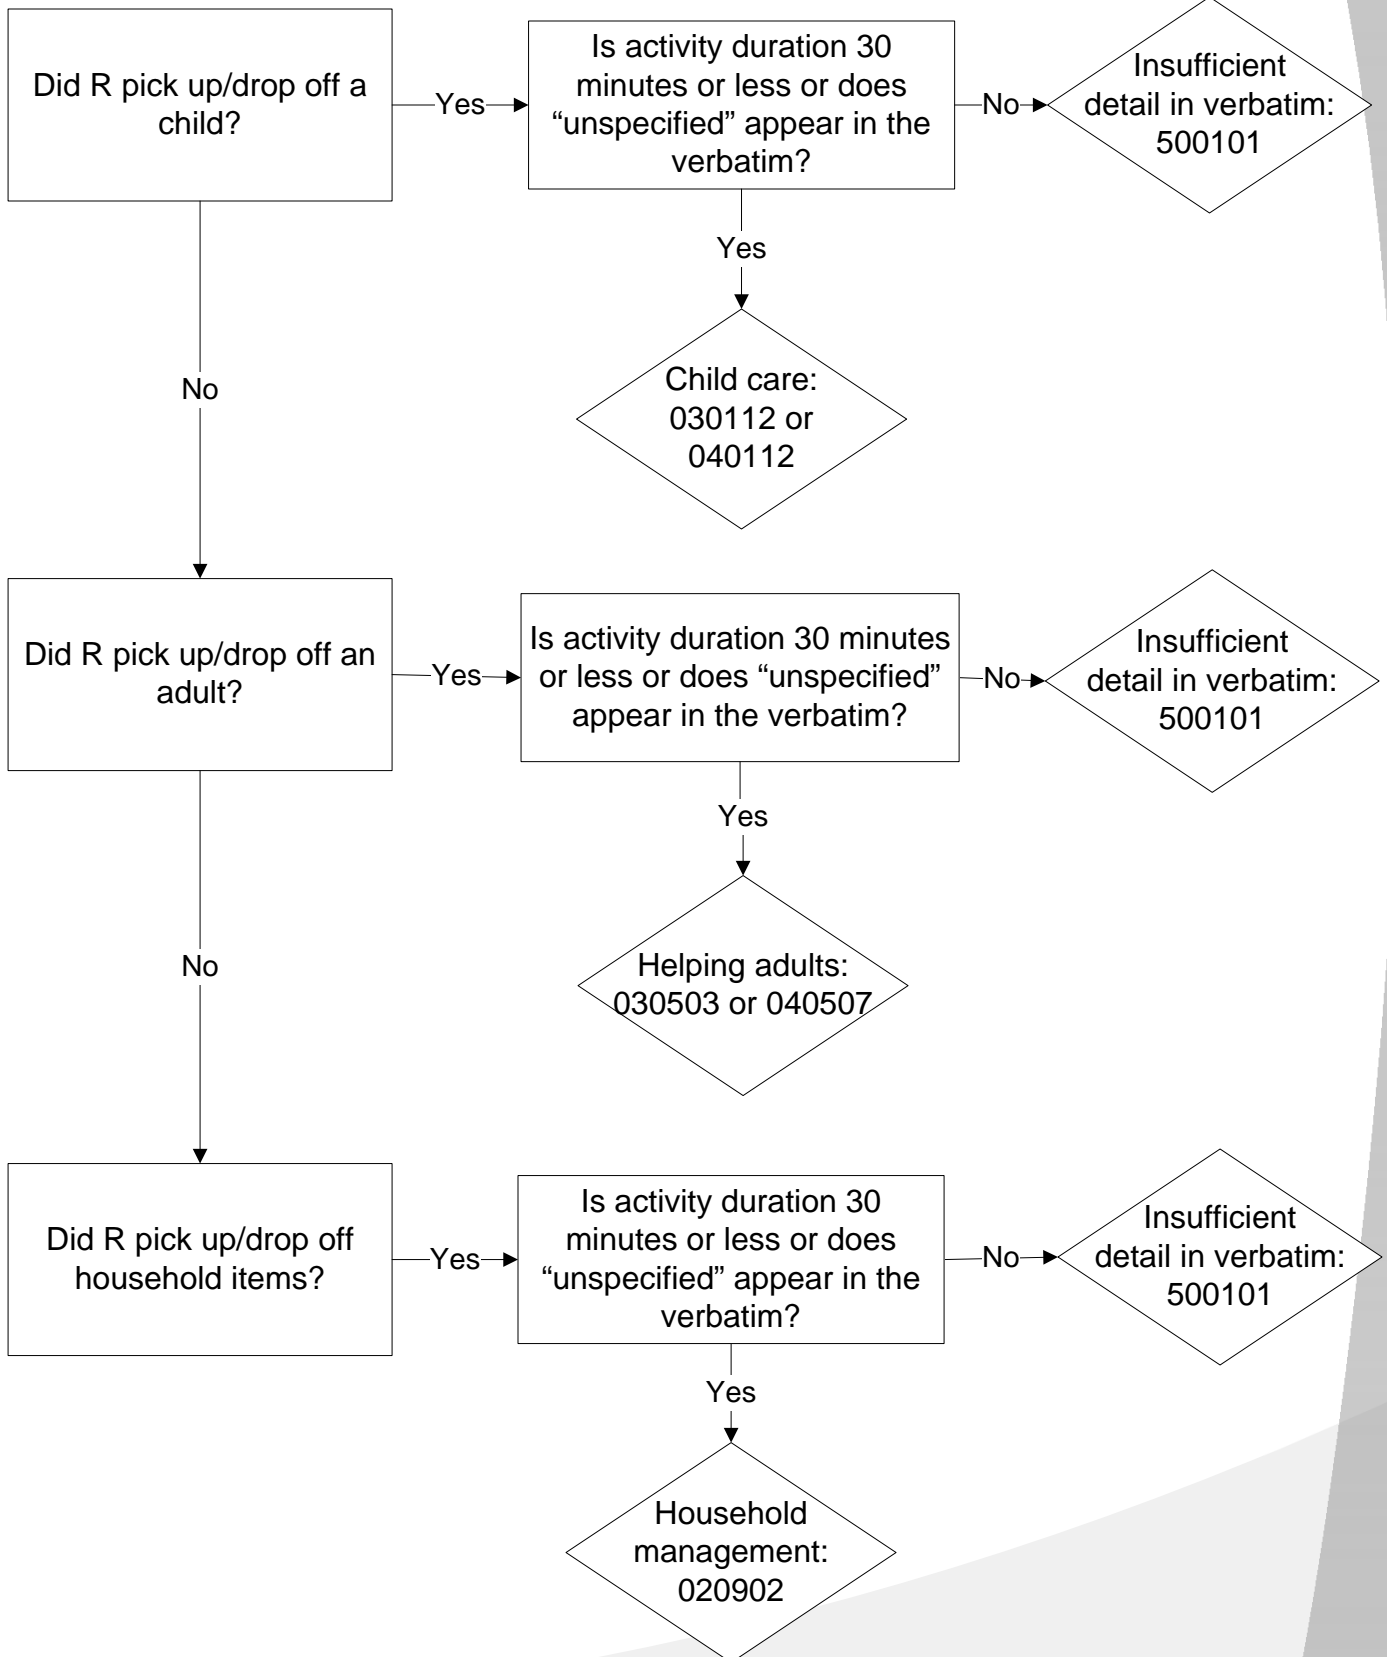 Did R pick up/drop off a
child?
Yes
Is activity duration 30
minutes or less or does
“unspecified” appear in the
verbatim?
No
Insufficient
detail in verbatim:
500101
Yes
Child care:
030112 or
040112
No
Did R pick up/drop off an
adult?
Yes
Is activity duration 30 minutes
or less or does “unspecified”
appear in the verbatim?
No
Insufficient
detail in verbatim:
500101
Yes
Helping adults:
030503 or 040507
No
Did R pick up/drop off
household items?
Yes
Is activity duration 30
minutes or less or does
“unspecified” appear in the
verbatim?
No
Insufficient
detail in verbatim:
500101
Yes
Household
management:
020902